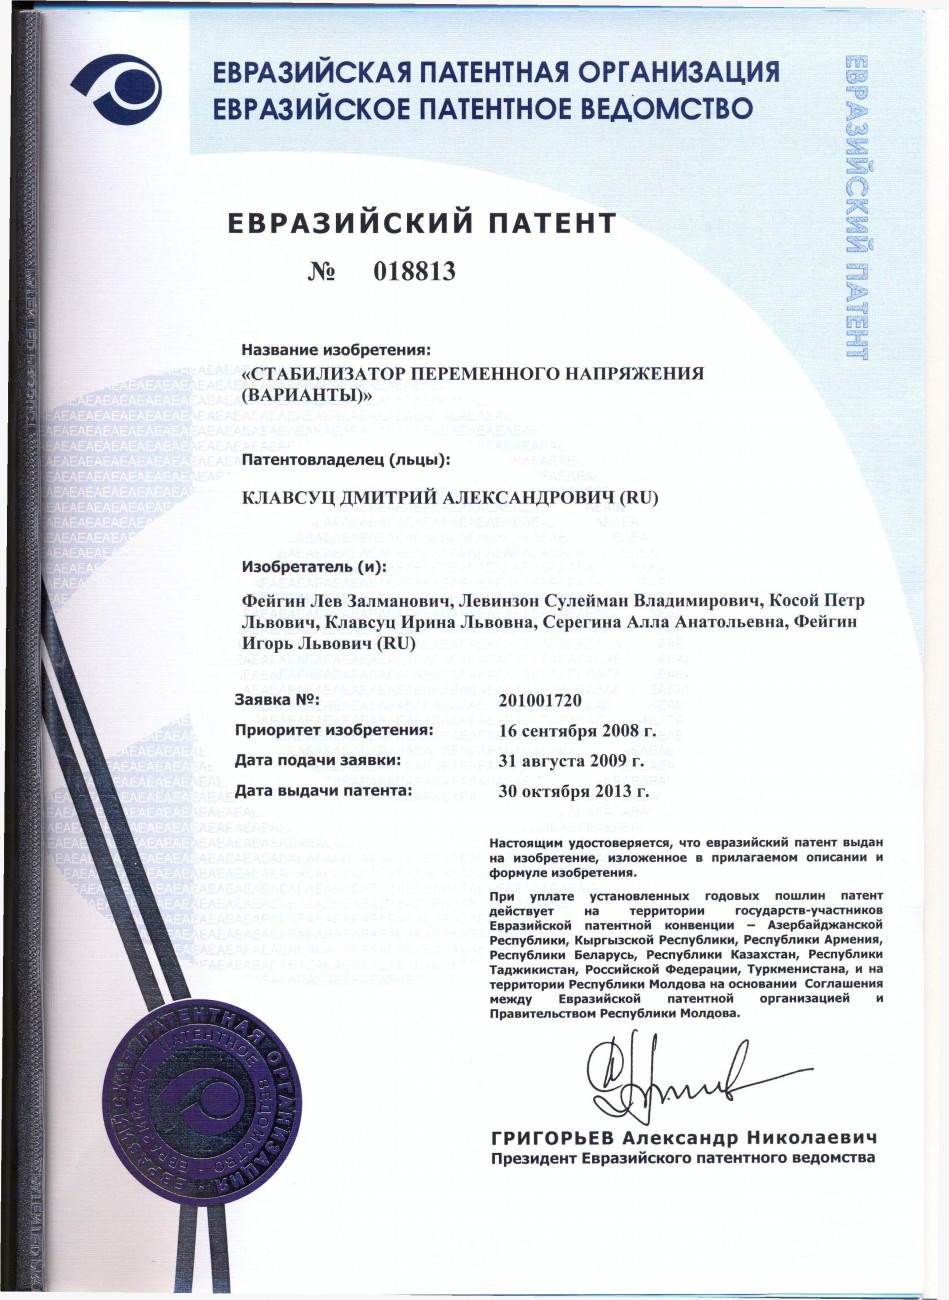 ЕВРАЗИЙСКАЯ ПАТЕНТНАЯ ОРГАНИЗАЦИЯ
ЕВРАЗИЙСКОЕ ПАТЕНТНОЕ ВЕДОМСТВО
ЕВРАЗИЙСКИЙ ПАТЕНТ
ЕВРАЗИЙСКИЙ ПАТЕНТ
№ 018813
Название изобретения:
«СТАБИЛИЗАТОР ПЕРЕМЕННОГО НАПРЯЖЕНИЯ
(ВАРИАНТЫ)»
Патентовладелец (льцы):
КЛАВСУЦ ДМИТРИЙ АЛЕКСАНДРОВИЧ (RU)
Изобретатель (и):
Фейгин Лев Залманович, Левинзон Сулейман Владимирович, Косой Петр
Львович, Клавсуц Ирина Львовна, Серегина Алла Анатольевна, Фейгин
Игорь Львович (RU)
Заявка №: 201001720
Приоритет изобретения: 16 сентября 2008 г.
Дата подачи заявки: 31 августа 2009 г.
Дата выдачи патента: 30 октября 2013 г.
Настоящим удостоверяется, что евразийский патент выдан
на изобретение, изложенное в прилагаемом описании и
формуле изобретения.
При уплате установленных годовых пошлин патент
действует на территории государств-участников
Евразийской патентной конвенции – Азербайджанской
Республики, Кыргызской Республики, Республики Армения,
Республики Беларусь, Республики Казахстан, Республики
Таджикистан, Российской Федерации, Туркменистана, и на
территории Республики Молдова на основании Соглашения
между Евразийской патентной организацией и
Правительством Республики Молдова.
ГРИГОРЬЕВ Александр Николаевич
Президент Евразийского патентного ведомства
ЕВРАЗИЙСКАЯ ПАТЕНТНАЯ ОРГАНИЗАЦИЯ
ЕВРАЗИЙСКОЕ ПАТЕНТНОЕ ВЕДОМСТВО